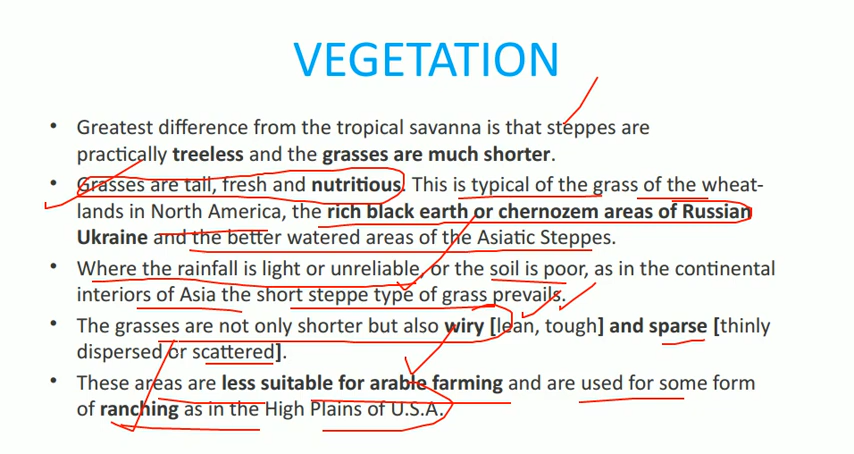 VEGETATION
• Greatest difference from the tropical savanna is that steppes are
practically treeless and the grasses are much shorter.
• Grasses are tall, fresh and nutritious. This is typical of the grass of the wheat-
lands in North America, the rich black earth or chernozem areas of Russian
Ukraine and the better watered areas of the Asiatic Steppes.
• Where the rainfall is light or unreliable, or the soil is poor, as in the continental
interiors of Asia the short steppe type of grass prevails.
• The grasses are not only shorter but also wiry [lean, tough] and sparse [thinly
dispersed or scattered].
• These areas are less suitable for arable farming and are used for some form
of ranching as in the High Plains of U.S.A.